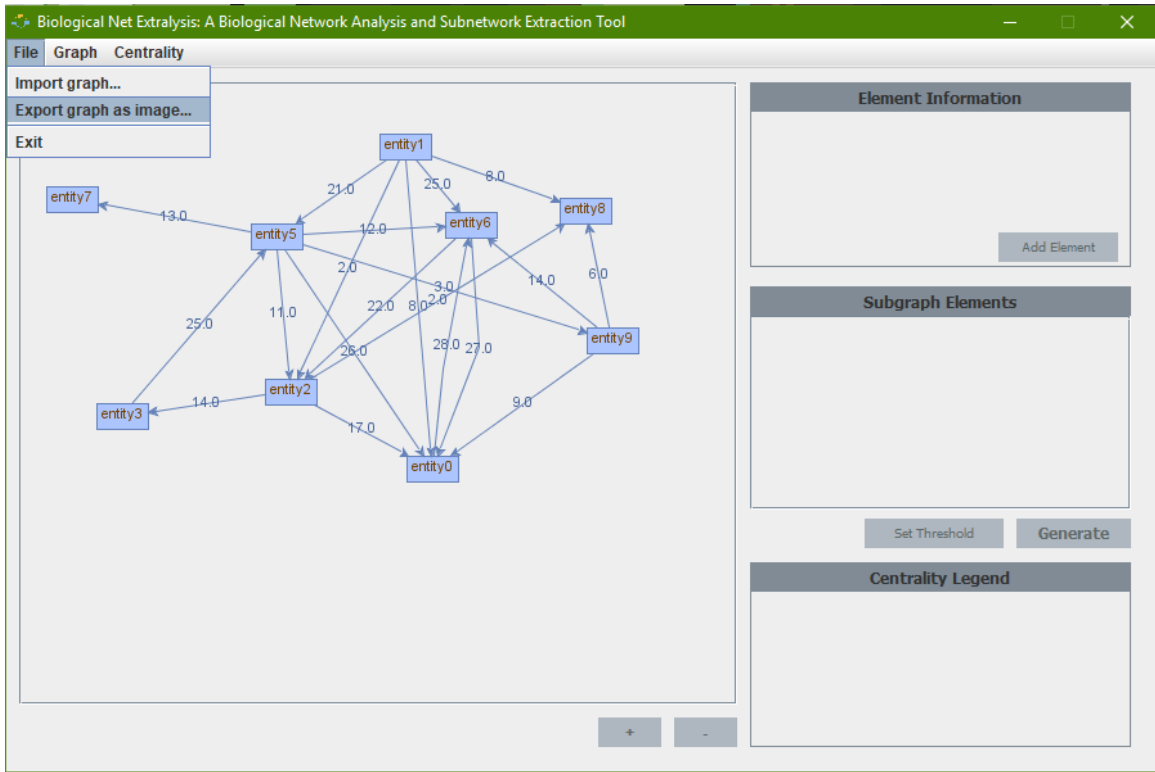 Biological Net Extralysis: A Biological Network Analysis and Subnetwork Extraction Tool
File Graph Centrality
Import graph...
Export graph as image...
Exit
entity1
entity7
entity8
entity6
entity5
entity9
entity2
entity3
entity0
21.0
25.0
8.0
13.0
12.0
2.0
3.0
2.0
14.0
6.0
22.0
8.0
11.0
25.0
26.0
28.0
27.0
14.0
17.0
9.0
+ -
Element Information
Add Element
Subgraph Elements
Set Threshold Generate
Centrality Legend